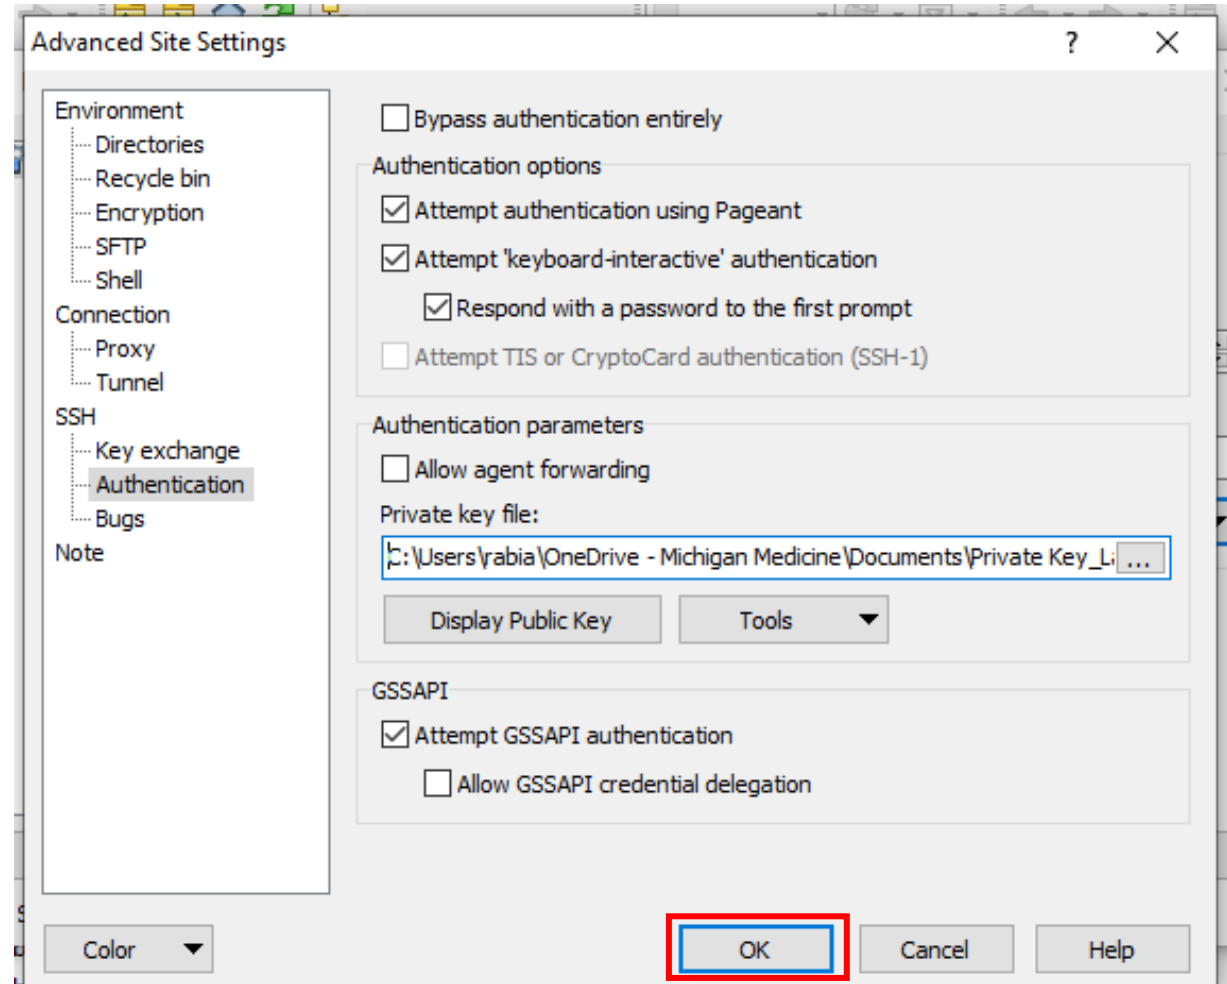 Advanced Site Settings ? ×
Environment
Directories
Recycle bin
Encryption
SFTP
Shell
Connection
Proxy
Tunnel
SSH
Key exchange
Authentication
Bugs
Note
Bypass authentication entirely
Authentication options
Attempt authentication using Pageant
Attempt 'keyboard-interactive' authentication
Respond with a password to the first prompt
Attempt TIS or CryptoCard authentication (SSH-1)
Authentication parameters
Allow agent forwarding
Private key file:
C:\Users\rabia\OneDrive - Michigan Medicine\Documents\Private Key_La ...
Display Public Key Tools
GSSAPI
Attempt GSSAPI authentication
Allow GSSAPI credential delegation
Color OK Cancel Help